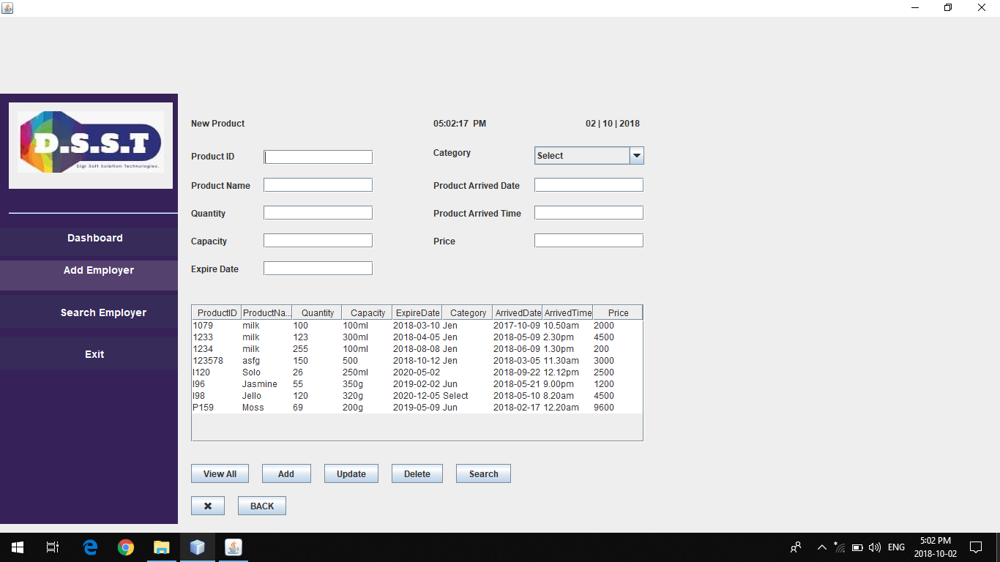 D.S.S.T
Digi Soft Solution Technologies.
Dashboard
Add Employer
Search Employer
Exit
New Product 05:02:17 PM 02 | 10 | 2018
Product ID Category Select
Product Name Product Arrived Date
Quantity Product Arrived Time
Capacity Price
Expire Date
ProductID ProductNa... Quantity Capacity ExpireDate Category ArrivedDate ArrivedTime Price
1079 milk 100 100ml 2018-03-10 Jen 2017-10-09 10.50am 2000
1233 milk 123 300ml 2018-04-05 Jen 2018-05-09 2.30pm 4500
1234 milk 255 100ml 2018-08-08 Jen 2018-06-09 1.30pm 200
123578 asfg 150 500 2018-10-12 Jen 2018-03-05 11.30am 3000
I120 Solo 26 250ml 2020-05-02 2018-09-22 12.12pm 2500
I96 Jasmine 55 350g 2019-02-02 Jun 2018-05-21 9.00pm 1200
I98 Jello 120 320g 2020-12-05 Select 2018-05-10 8.20am 4500
P159 Moss 69 200g 2019-05-09 Jun 2018-02-17 12.20am 9600
View All Add Update Delete Search
✖ BACK
ENG 5:02 PM
2018-10-02